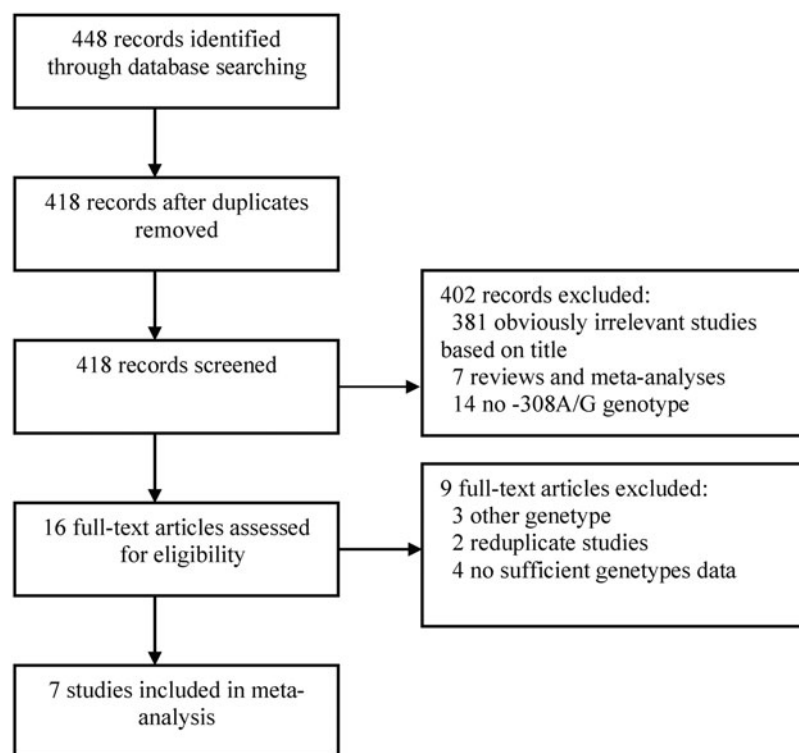 448 records identified
through database searching
418 records after duplicates
removed
418 records screened
402 records excluded:
381 obviously irrelevant studies
based on title
7 reviews and meta-analyses
14 no -308A/G genotype
16 full-text articles assessed
for eligibility
9 full-text articles excluded:
3 other genetype
2 reduplicate studies
4 no sufficient genetypes data
7 studies included in meta-
analysis